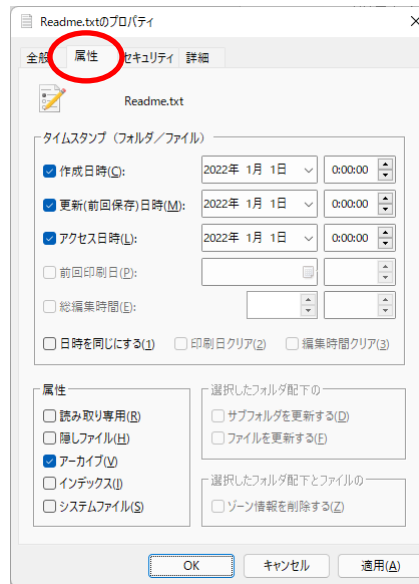 Readme.txtのプロパティ
全般 属性 セキュリティ 詳細
Readme.txt
タイムスタンプ (フォルダ/ファイル)
作成日時(C): 2022年 1月 1日 0:00:00
更新(前回保存)日時(M): 2022年 1月 1日 0:00:00
アクセス日時(L): 2022年 1月 1日 0:00:00
前回印刷日(P):
総編集時間(E):
日時を同じにする(1) 印刷日クリア(2) 編集時間クリア(3)
属性
読み取り専用(R)
隠しファイル(H)
アーカイブ(V)
インデックス(I)
システムファイル(S)
選択したフォルダ配下の
サブフォルダを更新する(D)
ファイルを更新する(F)
選択したフォルダ配下とファイルの
ゾーン情報を削除する(Z)
OK キャンセル 適用(A)